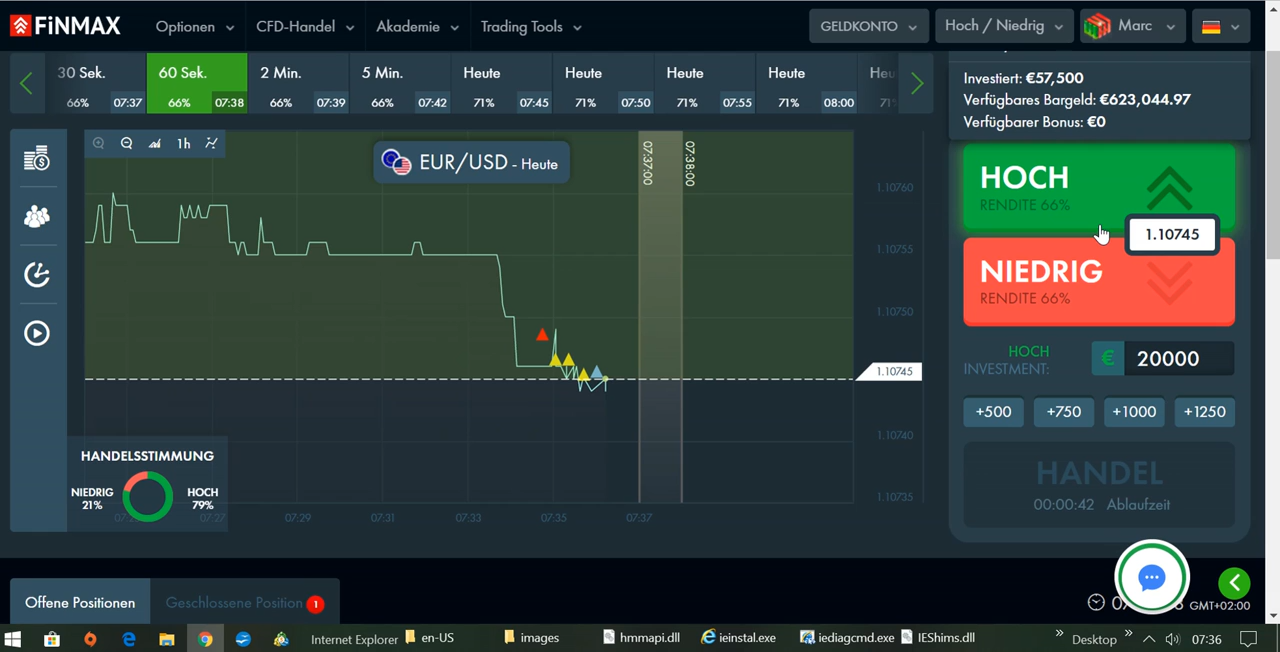 FiNMAX
Optionen CFD-Handel Akademie Trading Tools GELDKONTO Hoch / Niedrig Marc
30 Sek. 60 Sek. 2 Min. 5 Min. Heute Heute Heute Heute Heu
66% 07:37 66% 07:38 66% 07:39 66% 07:42 71% 07:45 71% 07:50 71% 07:55 71% 08:00
Investiert: €57,500
Verfügbares Bargeld: €623,044.97
Verfügbarer Bonus: €0
1h
EUR/USD - Heute
07:37:00
07:38:00
1.10760
1.10755
1.10750
1.10745
1.10740
1.10735
HOCH
RENDITE 66%
1.10745
NIEDRIG
RENDITE 66%
HOCH
INVESTMENT:
€ 20000
+500 +750 +1000 +1250
HANDEL
00:00:42 Ablaufzeit
HANDELSSTIMMUNG
NIEDRIG
21%
HOCH
79%
07:27 07:29 07:31 07:33 07:35 07:37
Offene Positionen Geschlossene Position 1
GMT+02:00
Internet Explorer en-US images hmmapi.dll ieinstal.exe iediagcmd.exe IEShims.dll » Desktop » 07:36